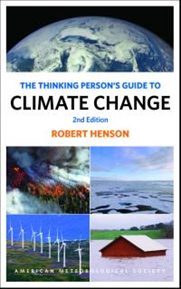 THE THINKING PERSON'S GUIDE TO
CLIMATE CHANGE
2nd Edition
ROBERT HENSON
AMERICAN METEOROLOGICAL SOCIETY